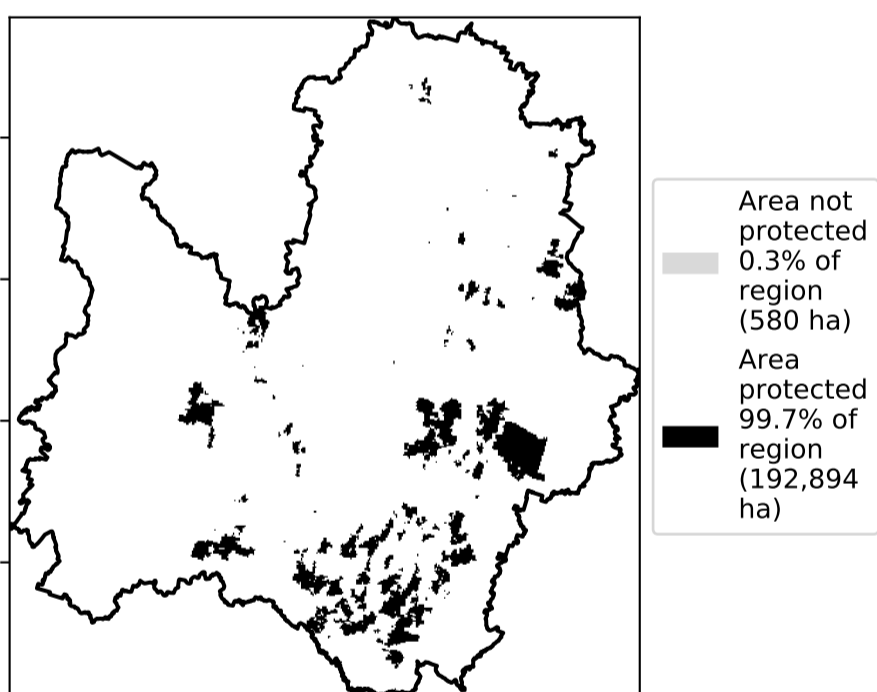 Area not
protected
0.3% of
region
(580 ha)
Area
protected
99.7% of
region
(192,894
ha)